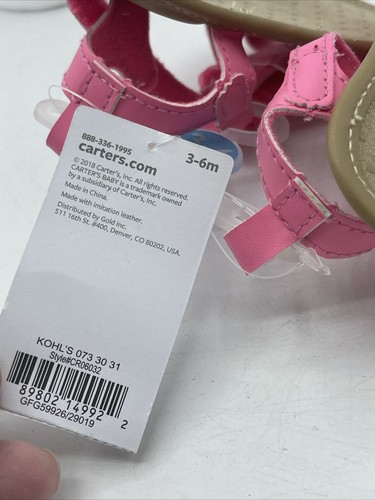 888-336-1995
carters.com
3-6m
© 2018 Carter's, Inc. All rights reserved.
CARTER'S BABY is a trademark owned
by a subsidiary of Carter's, Inc.
Made in China.
Made with imitation leather.
Distributed by Gold Inc.
511 16th St. #400, Denver, CO 80202, USA.
KOHL'S 073 30 31
Style#CR06032
89802 14992 2
GFG59926/29019